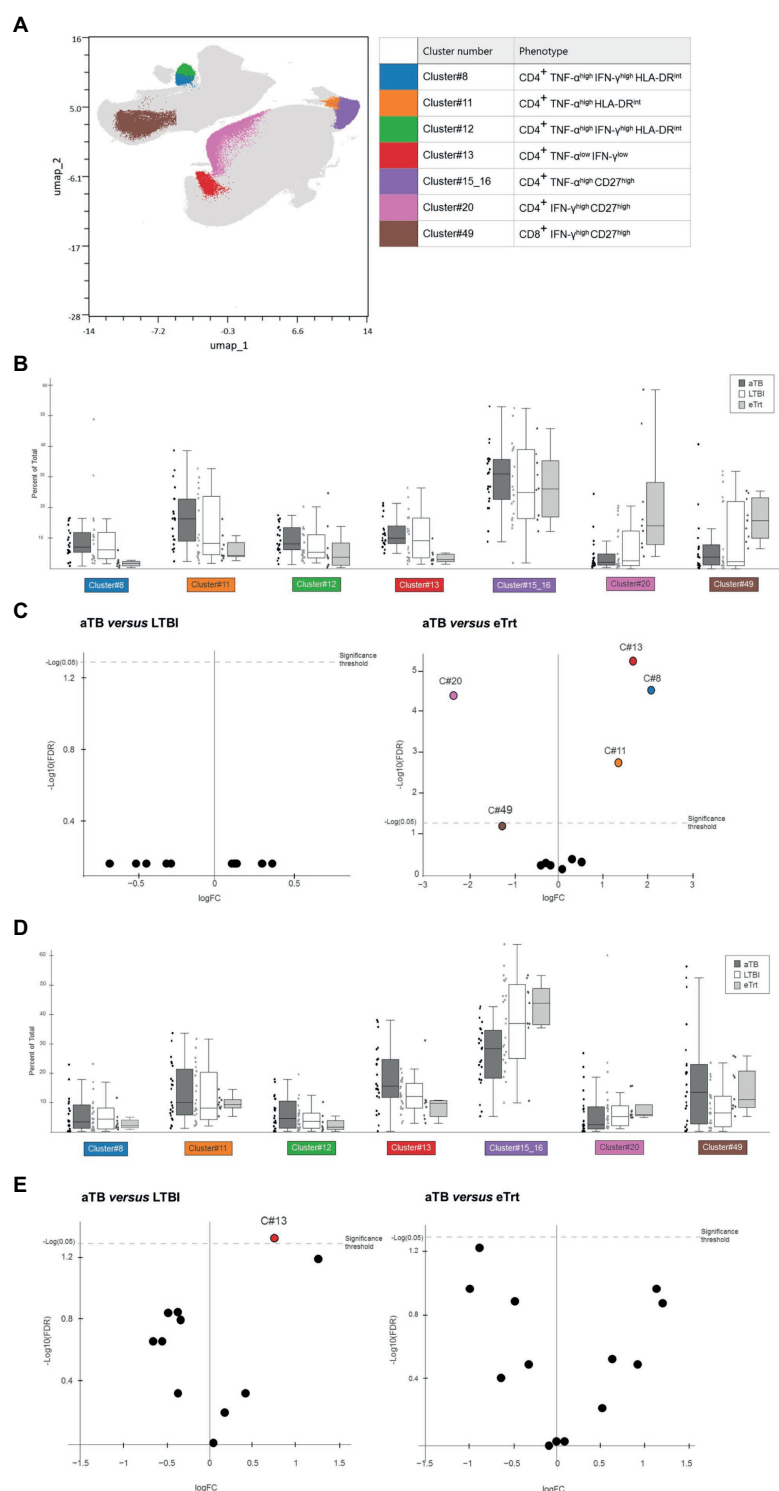 A
16
5.0
-6.1
-17
-28
umap_2
-14 -7.2 -0.3 6.6 14
umap_1
Cluster number Phenotype
Cluster#8 CD4+ TNF-αhigh IFN-γhigh HLA-DRint
Cluster#11 CD4+ TNF-αhigh HLA-DRint
Cluster#12 CD4+ TNF-αhigh IFN-γhigh HLA-DRint
Cluster#13 CD4+ TNF-αlow IFN-γlow
Cluster#15_16 CD4+ TNF-αhigh CD27high
Cluster#20 CD4+ IFN-γhigh CD27high
Cluster#49 CD8+ IFN-γhigh CD27high
B
aTB
LTBI
eTrt
Percent of Total
60
50
40
30
20
10
Cluster#8 Cluster#11 Cluster#12 Cluster#13 Cluster#15_16 Cluster#20 Cluster#49
C
aTB versus LTBI
-Log(0.05)
Significance
threshold
1.2
0.8
0.4
-Log10(FDR)
-0.5 0 0.5
logFC
aTB versus eTrt
C#13
C#20
C#8
C#11
C#49
5
4
3
2
-Log(0.05)
1
0
Significance
threshold
-Log10(FDR)
-3 -2 -1 0 1 2 3
logFC
D
aTB
LTBI
eTrt
Percent of Total
60
50
40
30
20
10
Cluster#8 Cluster#11 Cluster#12 Cluster#13 Cluster#15_16 Cluster#20 Cluster#49
E
aTB versus LTBI
C#13
-Log(0.05)
Significance
threshold
1.2
0.8
0.4
-Log10(FDR)
-1.5 -1 -0.5 0 0.5 1 1.5
logFC
aTB versus eTrt
-Log(0.05)
Significance
threshold
1.2
0.8
0.4
-Log10(FDR)
-1.5 -1 -0.5 0 0.5 1 1.5
logFC